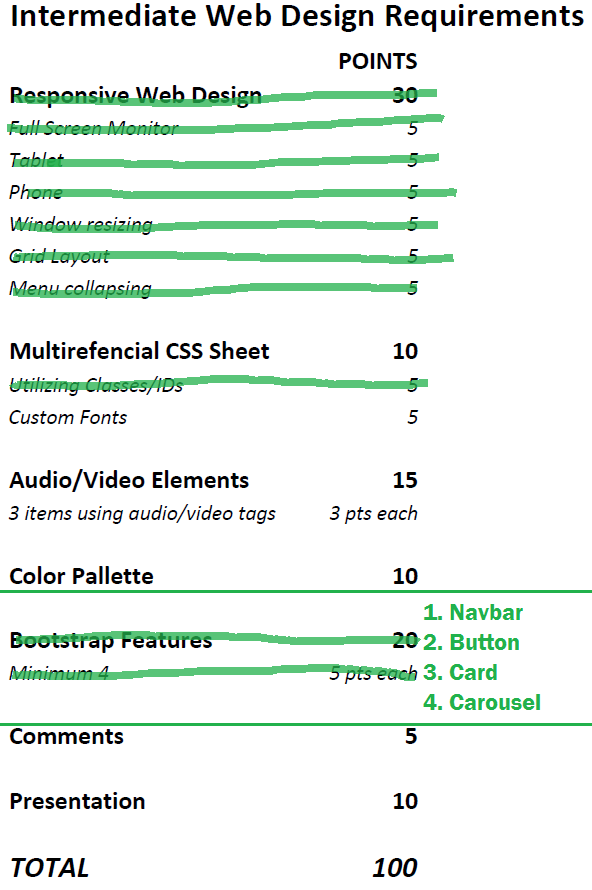 Intermediate Web Design Requirements
POINTS
Responsive Web Design 30
Full Screen Monitor 5
Tablet 5
Phone 5
Window resizing 5
Grid Layout 5
Menu collapsing 5
Multirefencial CSS Sheet 10
Utilizing Classes/IDs 5
Custom Fonts 5
Audio/Video Elements 15
3 items using audio/video tags 3 pts each
Color Pallette 10
1. Navbar
Bootstrap Features 20 2. Button
Minimum 4 5 pts each 3. Card
4. Carousel
Comments 5
Presentation 10
TOTAL 100